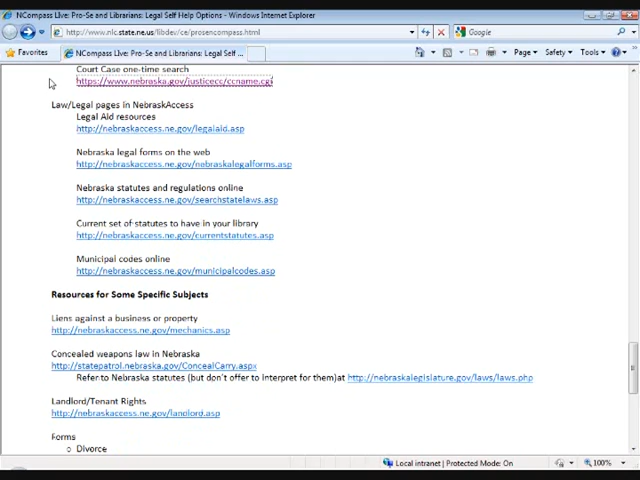 NCompass Live: Pro-Se and Librarians: Legal Self Help Options - Windows Internet Explorer
http://www.nlc.state.ne.us/libdev/ce/prosencompass.html
Google
Favorites
NCompass Live: Pro-Se and Librarians: Legal Self ...
Page
Safety
Tools
Court Case one-time search
https://www.nebraska.gov/justicecc/ccname.cgi
Law/Legal pages in NebraskAccess
Legal Aid resources
http://nebraskaccess.ne.gov/legalaid.asp
Nebraska legal forms on the web
http://nebraskaccess.ne.gov/nebraskalegalforms.asp
Nebraska statutes and regulations online
http://nebraskaccess.ne.gov/searchstatelaws.asp
Current set of statutes to have in your library
http://nebraskaccess.ne.gov/currentstatutes.asp
Municipal codes online
http://nebraskaccess.ne.gov/municipalcodes.asp
Resources for Some Specific Subjects
Liens against a business or property
http://nebraskaccess.ne.gov/mechanics.asp
Concealed weapons law in Nebraska
http://statepatrol.nebraska.gov/ConcealCarry.aspx
Refer to Nebraska statutes (but don't offer to interpret for them)at http://nebraskalegislature.gov/laws/laws.php
Landlord/Tenant Rights
http://nebraskaccess.ne.gov/landlord.asp
Forms
o Divorce
Local intranet | Protected Mode: On
100%